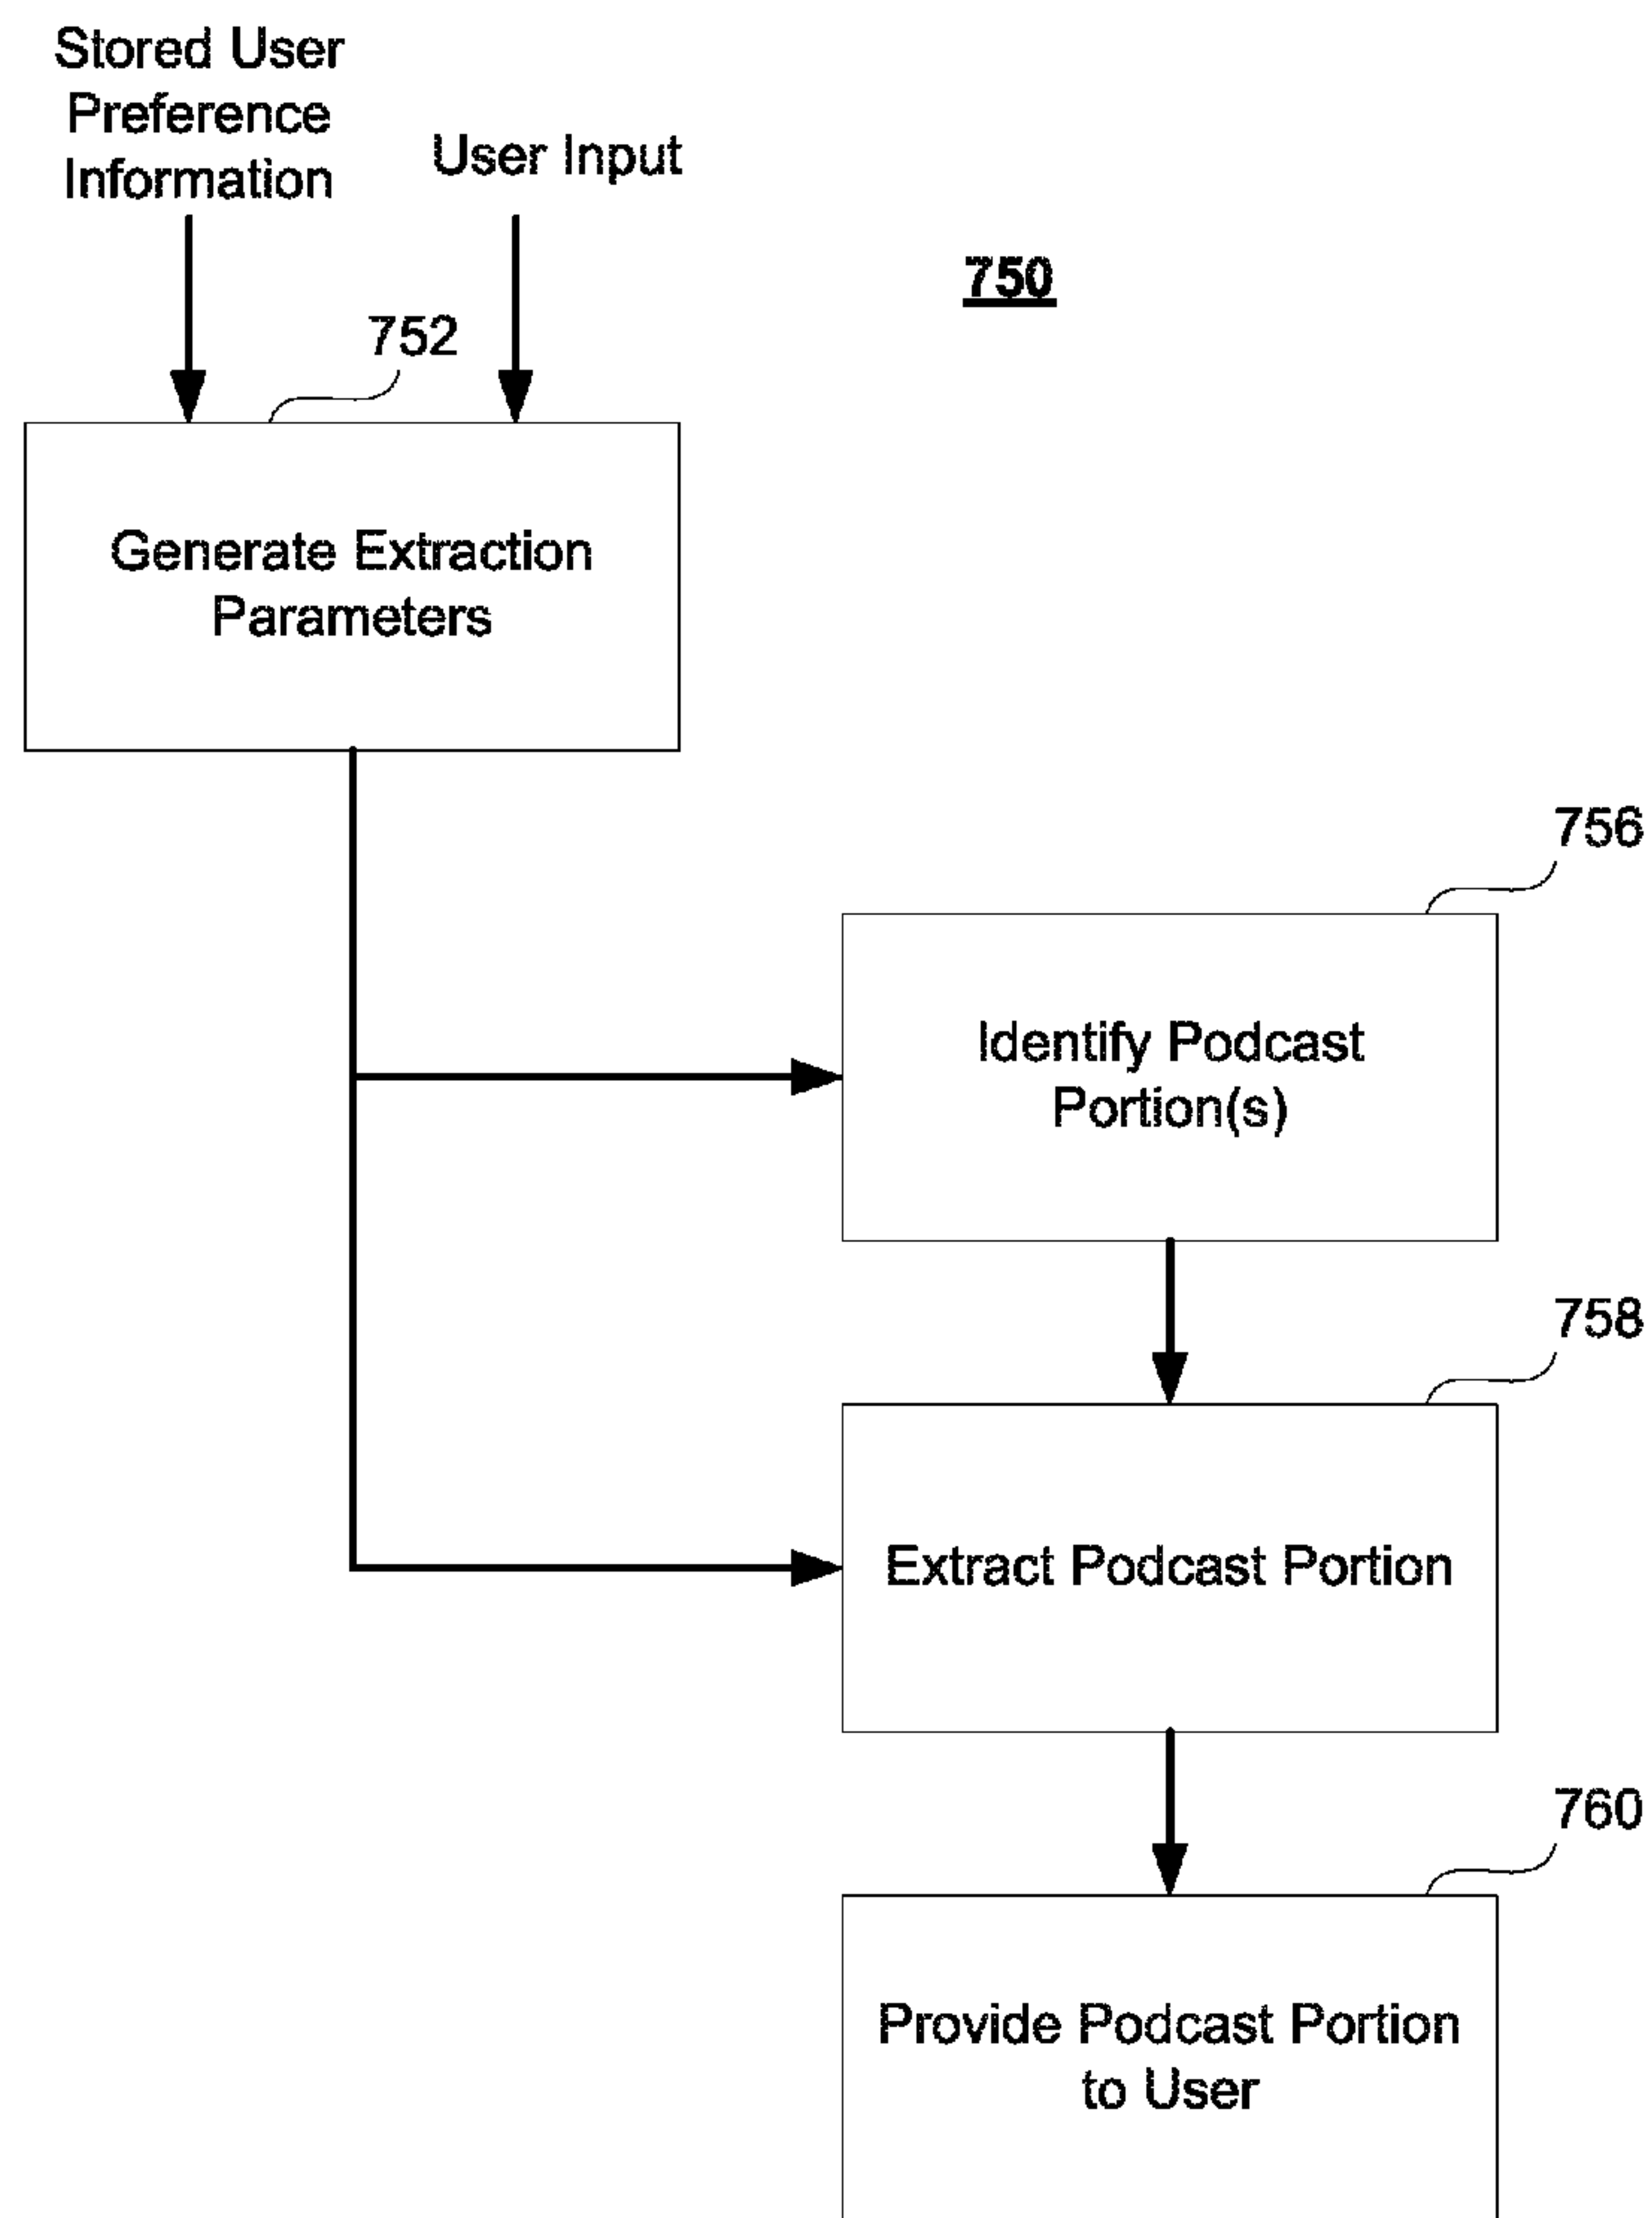 Stored User
Preference
Information
User Input
750
752
Generate Extraction
Parameters
756
Identify Podcast
Portion(s)
758
Extract Podcast Portion
760
Provide Podcast Portion
to User